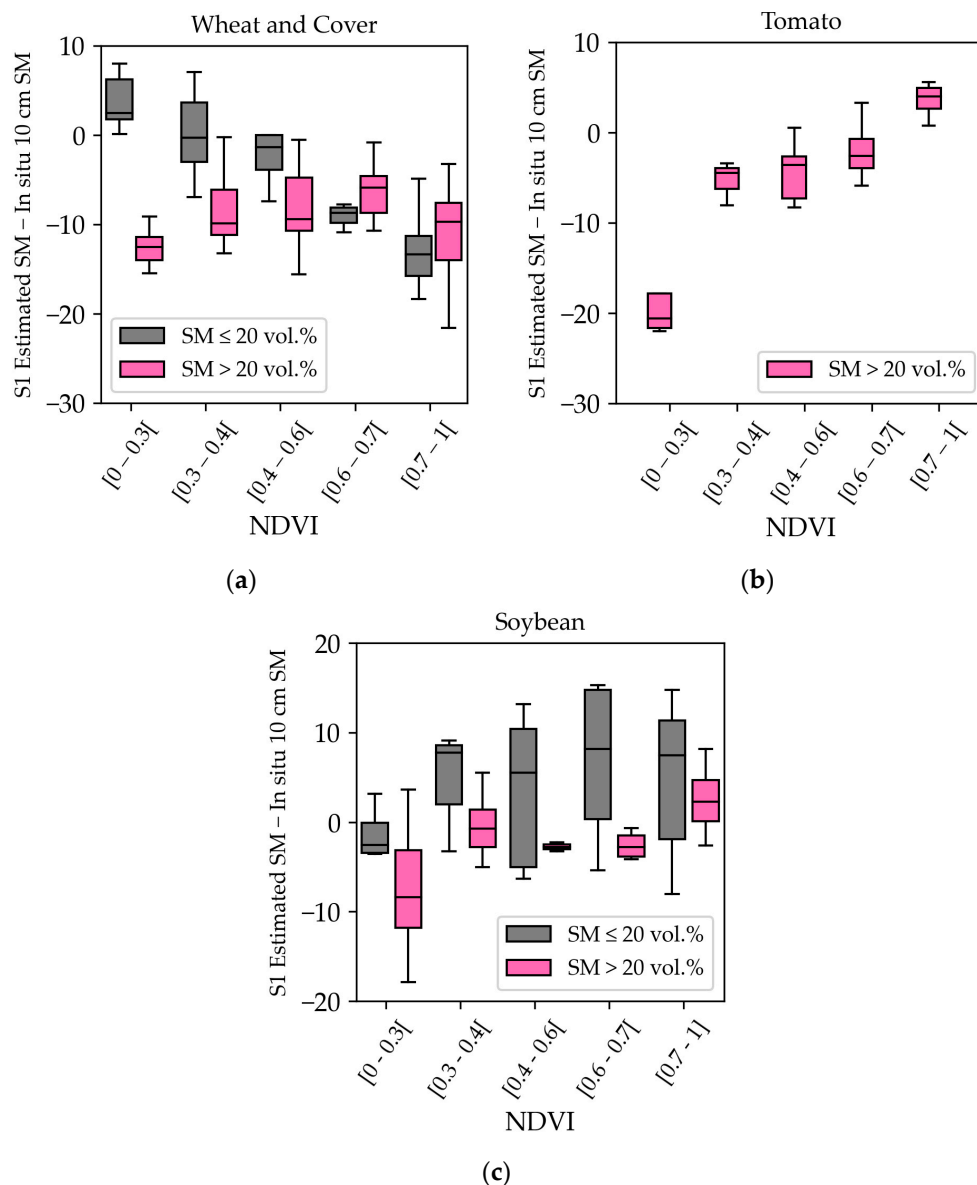 Wheat and Cover
S1 Estimated SM – In situ 10 cm SM
10
0
−10
−20
−30
SM ≤ 20 vol.%
SM > 20 vol.%
[0 – 0.3[
[0.3 – 0.4[
[0.4 – 0.6[
[0.6 – 0.7[
[0.7 – 1[
NDVI
(a)
Tomato
S1 Estimated SM – In situ 10 cm SM
10
0
−10
−20
−30
SM > 20 vol.%
[0 – 0.3[
[0.3 – 0.4[
[0.4 – 0.6[
[0.6 – 0.7[
[0.7 – 1[
NDVI
(b)
Soybean
S1 Estimated SM – In situ 10 cm SM
20
10
0
−10
−20
SM ≤ 20 vol.%
SM > 20 vol.%
[0 - 0.3[
[0.3 - 0.4[
[0.4 - 0.6[
[0.6 - 0.7[
[0.7 - 1]
NDVI
(c)